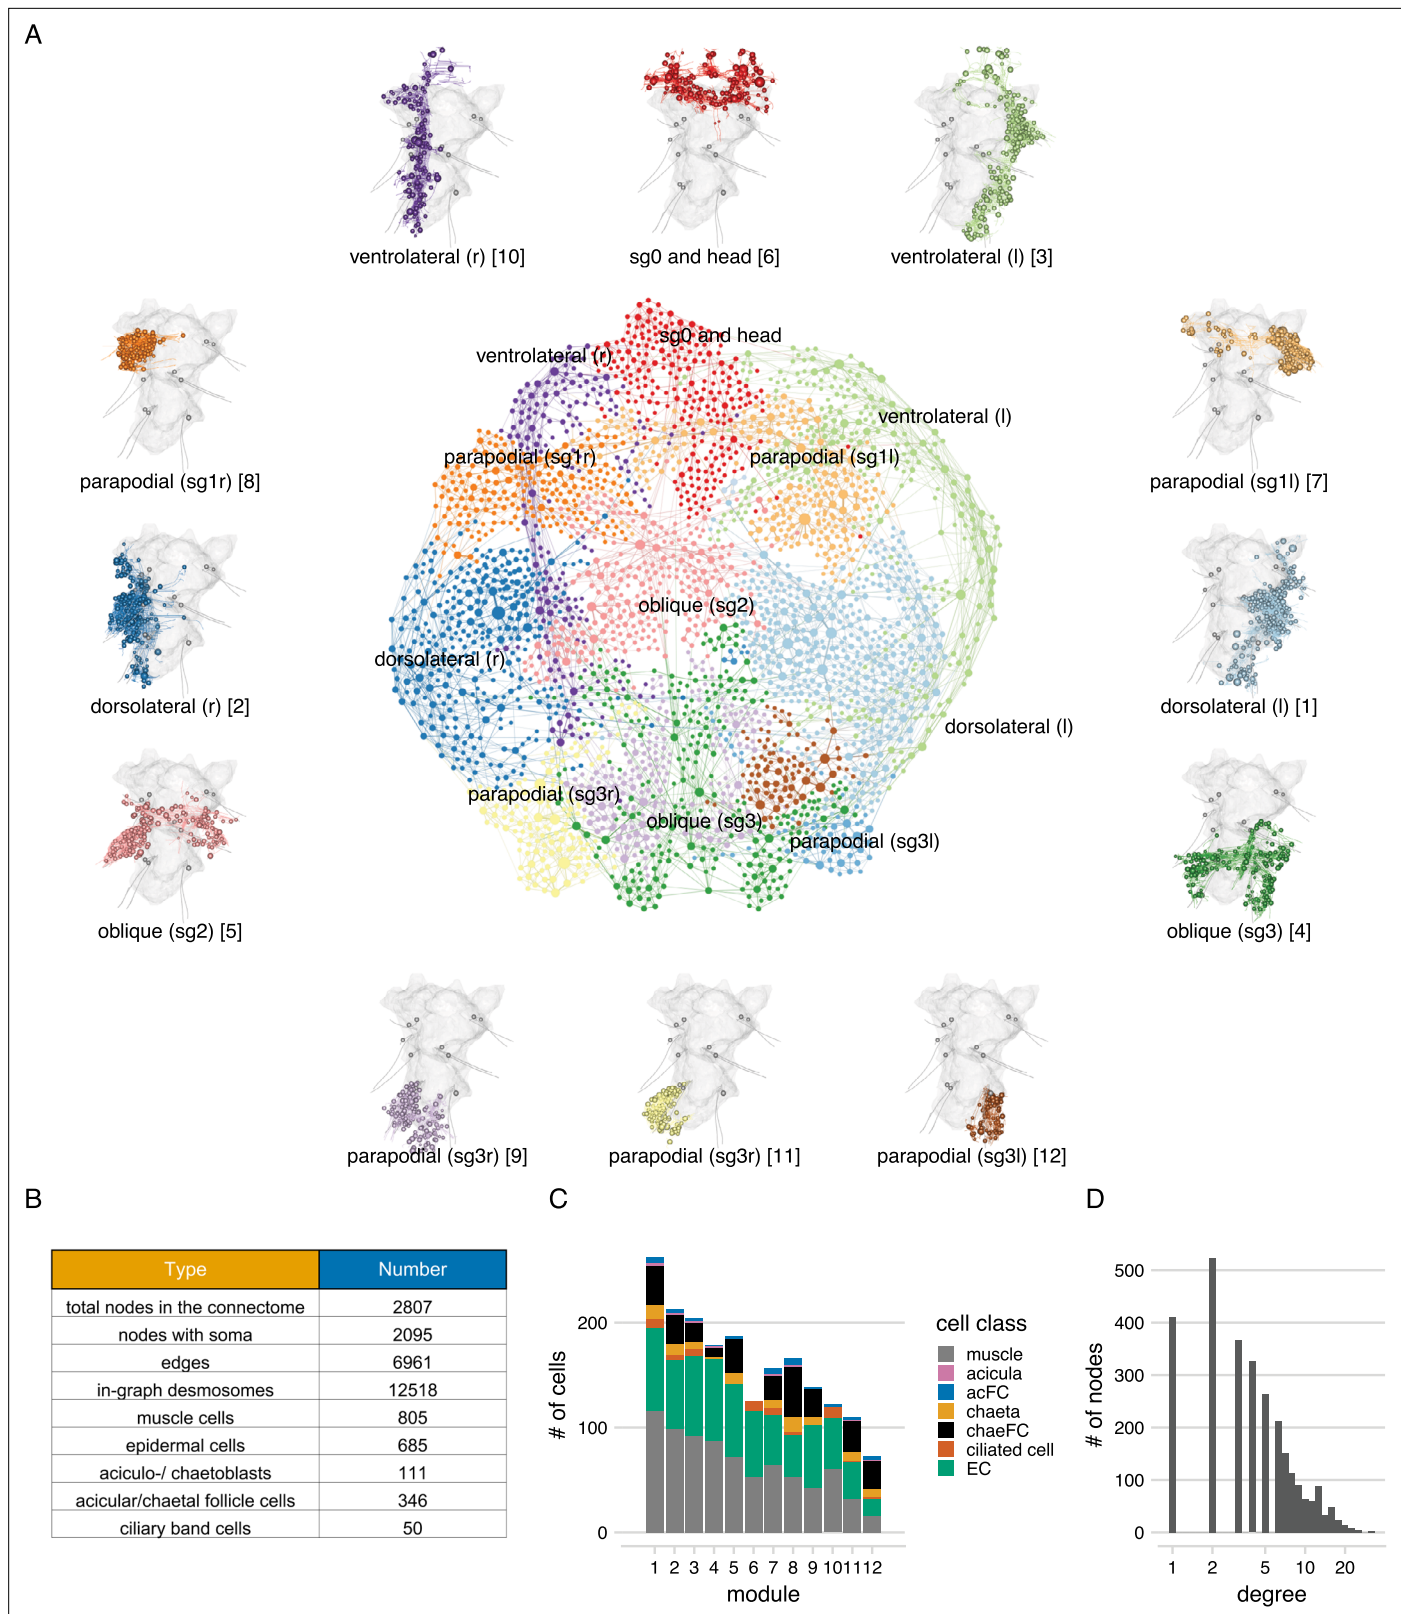 A
ventrolateral (r) [10]
sg0 and head [6]
ventrolateral (l) [3]
sg0 and head
ventrolateral (r)
ventrolateral (l)
parapodial (sg1r)
parapodial (sg1l)
parapodial (sg1r) [8]
parapodial (sg1l) [7]
oblique (sg2)
dorsolateral (r)
dorsolateral (r) [2]
dorsolateral (l) [1]
dorsolateral (l)
parapodial (sg3r)
oblique (sg3)
parapodial (sg3l)
oblique (sg2) [5]
oblique (sg3) [4]
parapodial (sg3r) [9]
parapodial (sg3r) [11]
parapodial (sg3l) [12]
B
Type Number
total nodes in the connectome 2807
nodes with soma 2095
edges 6961
in-graph desmosomes 12518
muscle cells 805
epidermal cells 685
aciculo-/ chaetoblasts 111
acicular/chaetal follicle cells 346
ciliary band cells 50
C
# of cells
200
100
0
1 2 3 4 5 6 7 8 9 10 11 12
module
cell class
muscle
acicula
acFC
chaeta
chaeFC
ciliated cell
EC
D
# of nodes
500
400
300
200
100
0
1 2 5 10 20
degree